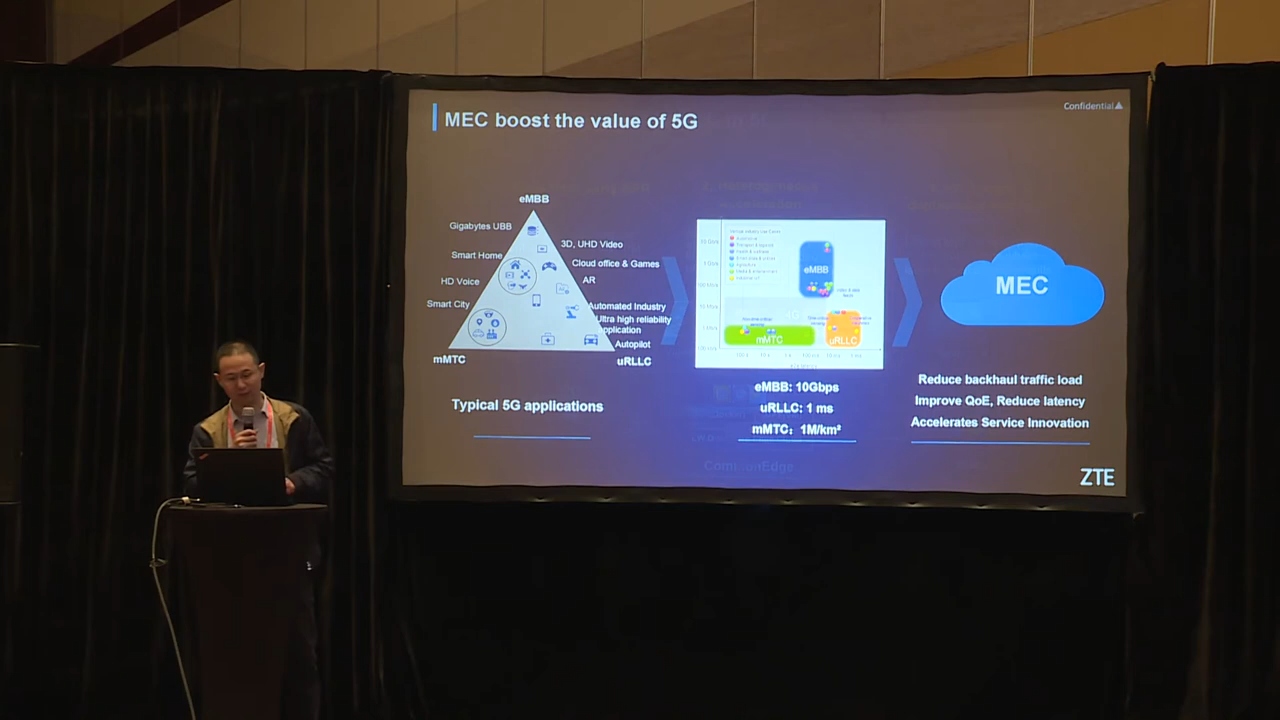 MEC boost the value of 5G
Confidential
eMBB
Gigabytes UBB
3D, UHD Video
Smart Home
Cloud office & Games
HD Voice
AR
Smart City
Automated Industry
Ultra high reliability
application
Autopilot
mMTC
uRLLC
Typical 5G applications
eMBB
mMTC
uRLLC
eMBB: 10Gbps
uRLLC: 1 ms
mMTC: 1M/km²
MEC
Reduce backhaul traffic load
Improve QoE, Reduce latency
Accelerates Service Innovation
ZTE